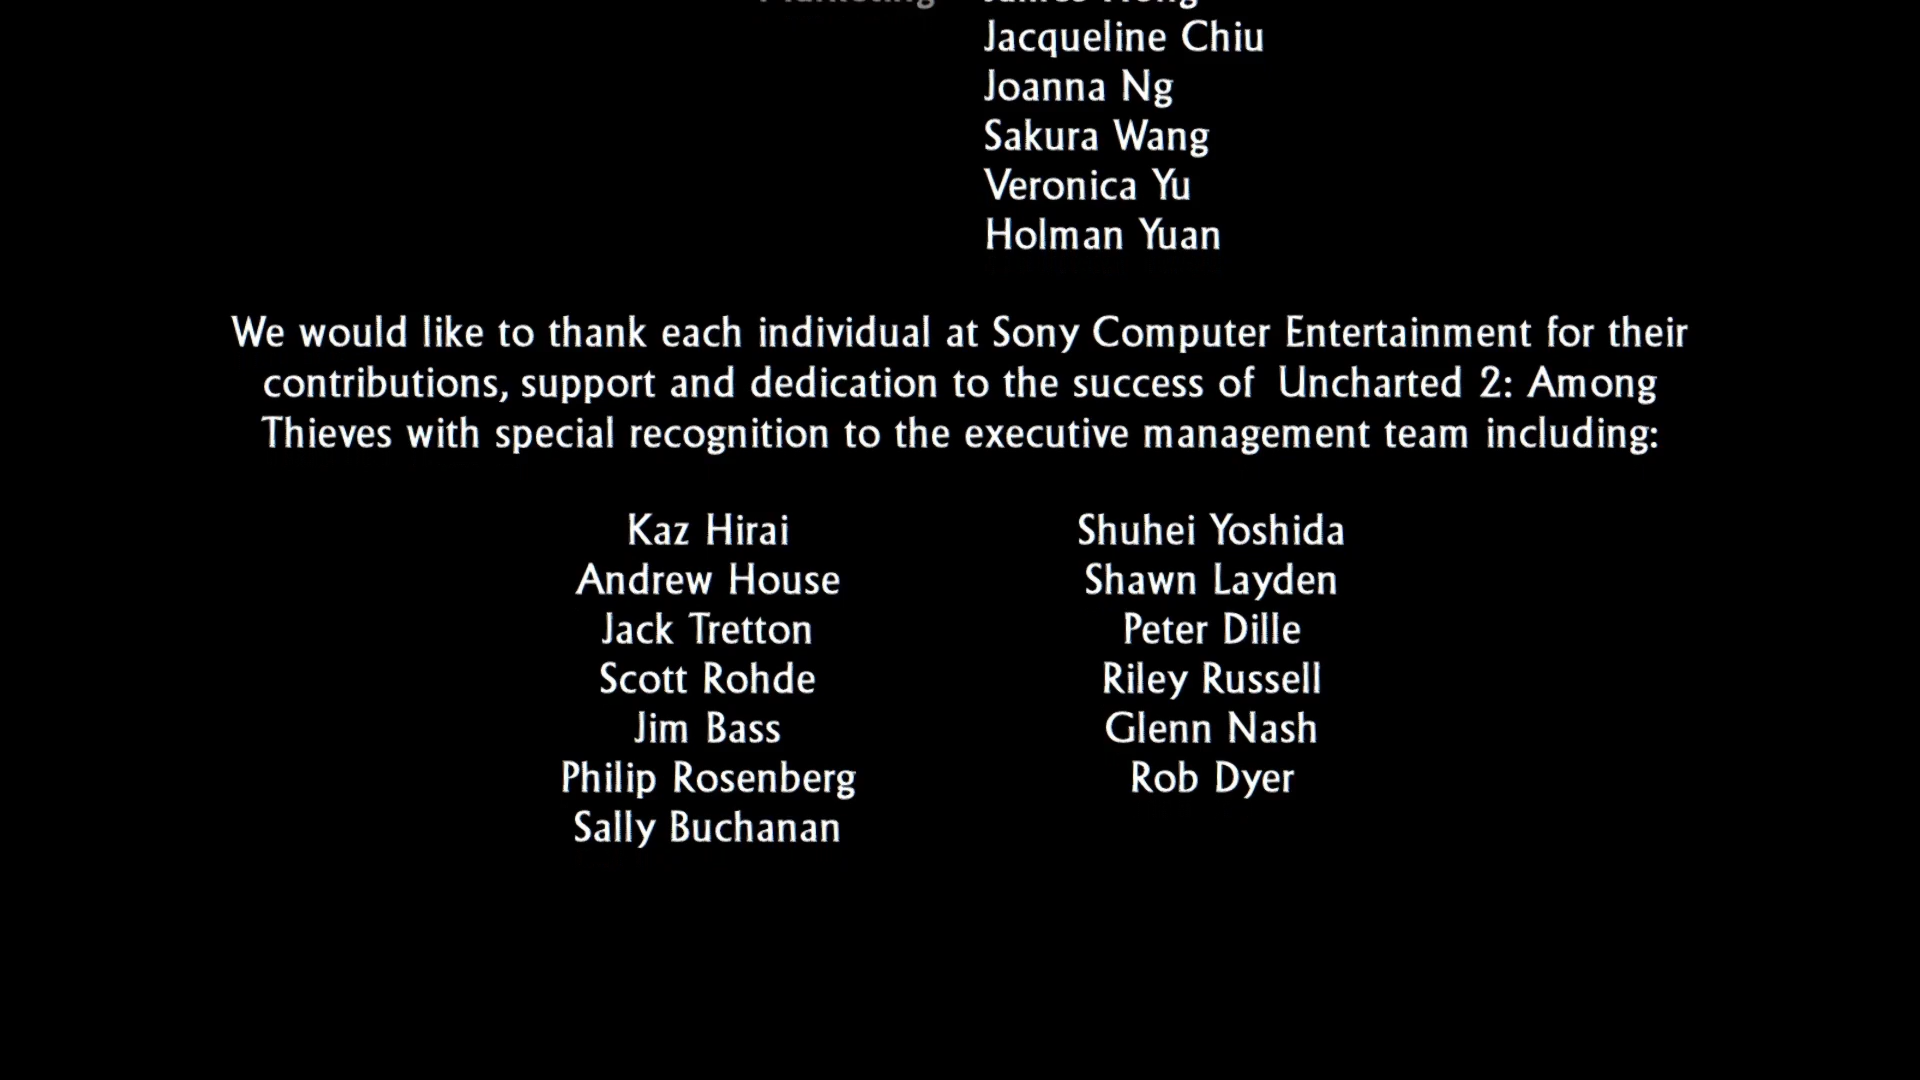 Marketing James Hong
Jacqueline Chiu
Joanna Ng
Sakura Wang
Veronica Yu
Holman Yuan
We would like to thank each individual at Sony Computer Entertainment for their
contributions, support and dedication to the success of Uncharted 2: Among
Thieves with special recognition to the executive management team including:
Kaz Hirai
Andrew House
Jack Tretton
Scott Rohde
Jim Bass
Philip Rosenberg
Sally Buchanan
Shuhei Yoshida
Shawn Layden
Peter Dille
Riley Russell
Glenn Nash
Rob Dyer